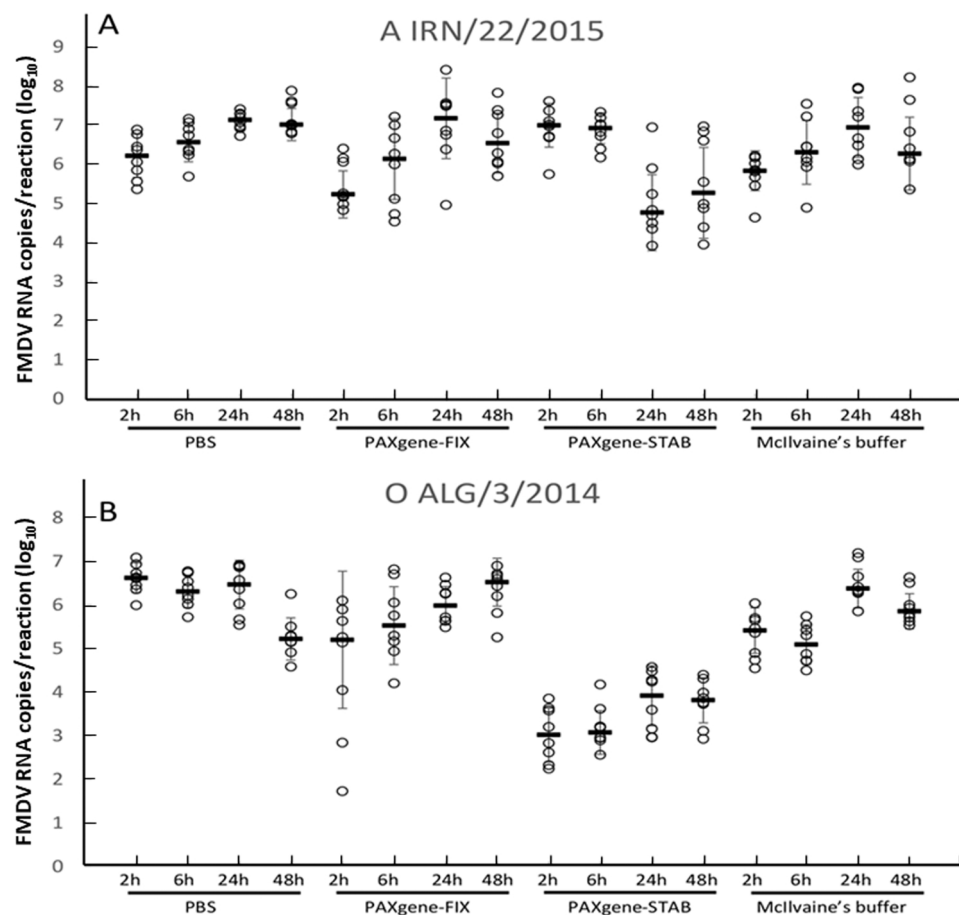 A
A IRN/22/2015
FMDV RNA copies/reaction (log10)
9
8
7
6
5
4
3
2
1
0
2h 6h 24h 48h 2h 6h 24h 48h 2h 6h 24h 48h 2h 6h 24h 48h
PBS PAXgene-FIX PAXgene-STAB McIlvaine's buffer
B
O ALG/3/2014
FMDV RNA copies/reaction (log10)
8
7
6
5
4
3
2
1
0
2h 6h 24h 48h 2h 6h 24h 48h 2h 6h 24h 48h 2h 6h 24h 48h
PBS PAXgene-FIX PAXgene-STAB McIlvaine's buffer